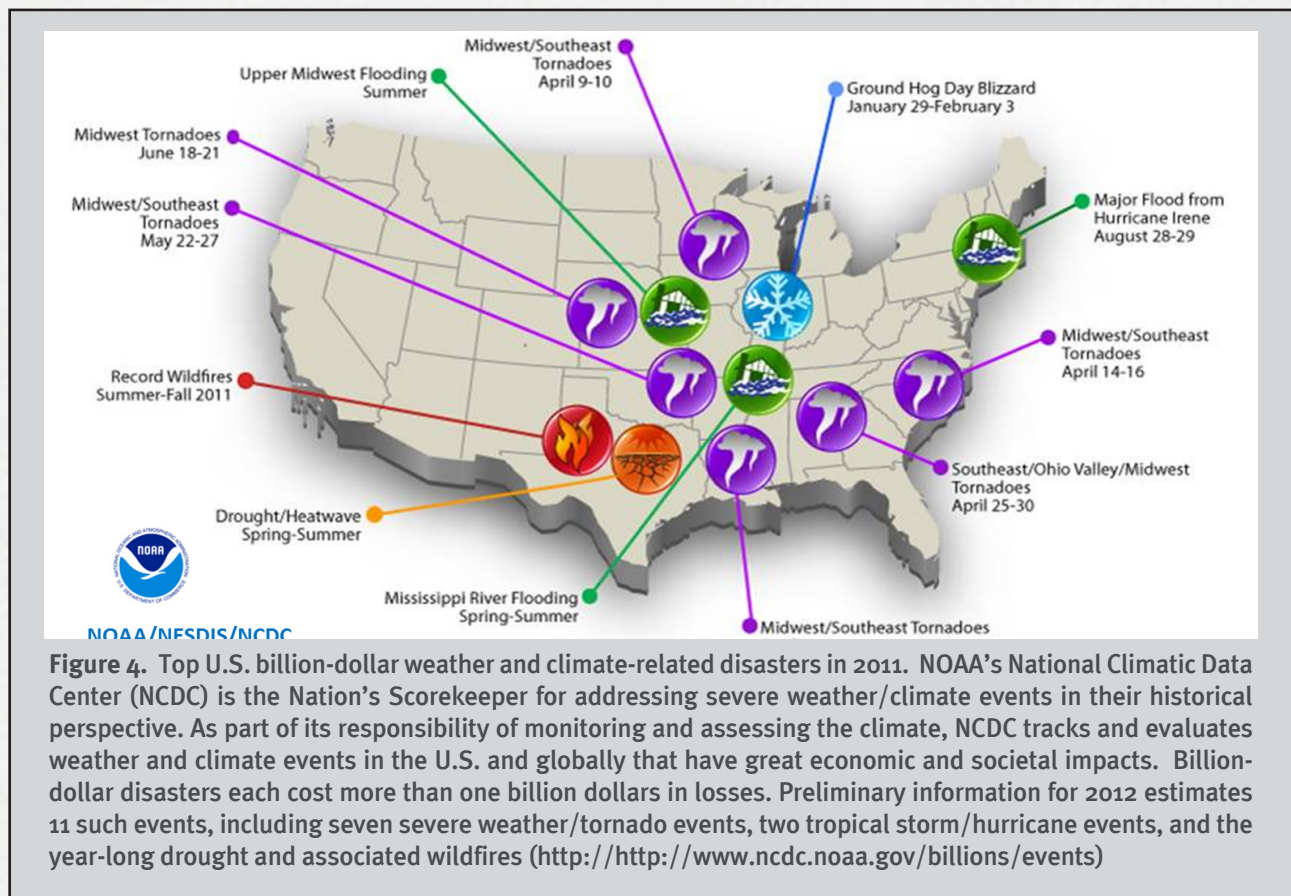 Midwest/Southeast
Tornadoes
April 9-10
Upper Midwest Flooding
Summer
Ground Hog Day Blizzard
January 29-February 3
Midwest Tornadoes
June 18-21
Midwest/Southeast
Tornadoes
May 22-27
Major Flood from
Hurricane Irene
August 28-29
Midwest/Southeast
Tornadoes
April 14-16
Record Wildfires
Summer-Fall 2011
Southeast/Ohio Valley/Midwest
Tornadoes
April 25-30
Drought/Heatwave
Spring-Summer
Mississippi River Flooding
Spring-Summer
Midwest/Southeast Tornadoes
NATIONAL OCEANIC AND ATMOSPHERIC ADMINISTRATION
NOAA
U.S. DEPARTMENT OF COMMERCE
NOAA/NESDIS/NCDC
Figure 4. Top U.S. billion-dollar weather and climate-related disasters in 2011. NOAA's National Climatic Data
Center (NCDC) is the Nation's Scorekeeper for addressing severe weather/climate events in their historical
perspective. As part of its responsibility of monitoring and assessing the climate, NCDC tracks and evaluates
weather and climate events in the U.S. and globally that have great economic and societal impacts. Billion-
dollar disasters each cost more than one billion dollars in losses. Preliminary information for 2012 estimates
11 such events, including seven severe weather/tornado events, two tropical storm/hurricane events, and the
year-long drought and associated wildfires (http://http://www.ncdc.noaa.gov/billions/events)